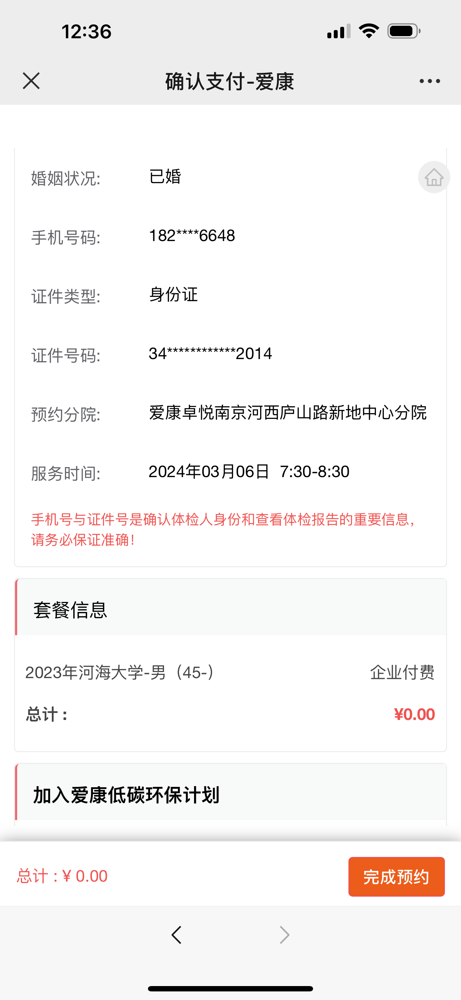 12:36
确认支付-爱康
婚姻状况: 已婚
手机号码: 182****6648
证件类型: 身份证
证件号码: 34************2014
预约分院: 爱康卓悦南京河西庐山路新地中心分院
服务时间: 2024年03月06日 7:30-8:30
手机号与证件号是确认体检人身份和查看体检报告的重要信息,
请务必保证准确!
套餐信息
2023年河海大学-男（45-） 企业付费
总计： ¥0.00
加入爱康低碳环保计划
总计：¥ 0.00 完成预约